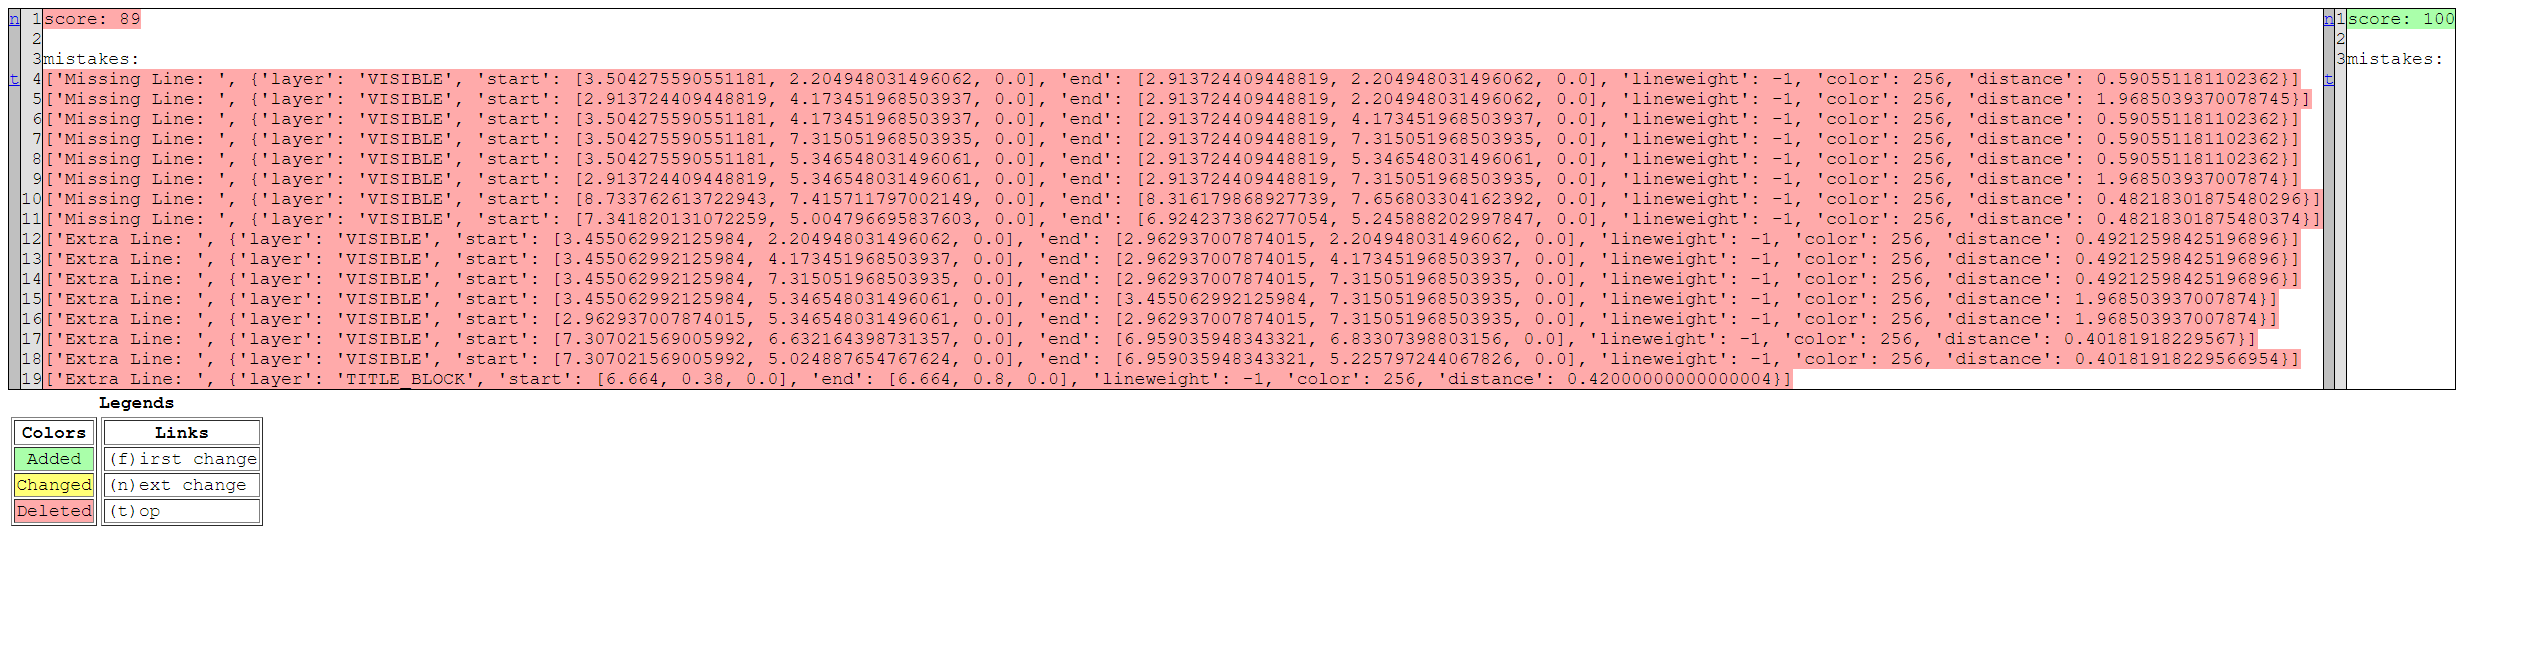 n 1 score: 89 n 1 score: 100
2 2
3 mistakes: 3 mistakes:
t 4 ['Missing Line: ', {'layer': 'VISIBLE', 'start': [3.504275590551181, 2.204948031496062, 0.0], 'end': [2.913724409448819, 2.204948031496062, 0.0], 'lineweight': -1, 'color': 256, 'distance': 0.590551181102362}] t
5 ['Missing Line: ', {'layer': 'VISIBLE', 'start': [2.913724409448819, 4.173451968503937, 0.0], 'end': [2.913724409448819, 2.204948031496062, 0.0], 'lineweight': -1, 'color': 256, 'distance': 1.9685039370078745}]
6 ['Missing Line: ', {'layer': 'VISIBLE', 'start': [3.504275590551181, 4.173451968503937, 0.0], 'end': [2.913724409448819, 4.173451968503937, 0.0], 'lineweight': -1, 'color': 256, 'distance': 0.590551181102362}]
7 ['Missing Line: ', {'layer': 'VISIBLE', 'start': [3.504275590551181, 7.315051968503935, 0.0], 'end': [2.913724409448819, 7.315051968503935, 0.0], 'lineweight': -1, 'color': 256, 'distance': 0.590551181102362}]
8 ['Missing Line: ', {'layer': 'VISIBLE', 'start': [3.504275590551181, 5.346548031496061, 0.0], 'end': [2.913724409448819, 5.346548031496061, 0.0], 'lineweight': -1, 'color': 256, 'distance': 0.590551181102362}]
9 ['Missing Line: ', {'layer': 'VISIBLE', 'start': [2.913724409448819, 5.346548031496061, 0.0], 'end': [2.913724409448819, 7.315051968503935, 0.0], 'lineweight': -1, 'color': 256, 'distance': 1.968503937007874}]
10 ['Missing Line: ', {'layer': 'VISIBLE', 'start': [8.733762613722943, 7.415711797002149, 0.0], 'end': [8.316179868927739, 7.656803304162392, 0.0], 'lineweight': -1, 'color': 256, 'distance': 0.48218301875480296}]
11 ['Missing Line: ', {'layer': 'VISIBLE', 'start': [7.341820131072259, 5.004796695837603, 0.0], 'end': [6.924237386277054, 5.245888202997847, 0.0], 'lineweight': -1, 'color': 256, 'distance': 0.48218301875480374}]
12 ['Extra Line: ', {'layer': 'VISIBLE', 'start': [3.455062992125984, 2.204948031496062, 0.0], 'end': [2.962937007874015, 2.204948031496062, 0.0], 'lineweight': -1, 'color': 256, 'distance': 0.49212598425196896}]
13 ['Extra Line: ', {'layer': 'VISIBLE', 'start': [3.455062992125984, 4.173451968503937, 0.0], 'end': [2.962937007874015, 4.173451968503937, 0.0], 'lineweight': -1, 'color': 256, 'distance': 0.49212598425196896}]
14 ['Extra Line: ', {'layer': 'VISIBLE', 'start': [3.455062992125984, 7.315051968503935, 0.0], 'end': [2.962937007874015, 7.315051968503935, 0.0], 'lineweight': -1, 'color': 256, 'distance': 0.49212598425196896}]
15 ['Extra Line: ', {'layer': 'VISIBLE', 'start': [3.455062992125984, 5.346548031496061, 0.0], 'end': [3.455062992125984, 7.315051968503935, 0.0], 'lineweight': -1, 'color': 256, 'distance': 1.968503937007874}]
16 ['Extra Line: ', {'layer': 'VISIBLE', 'start': [2.962937007874015, 5.346548031496061, 0.0], 'end': [2.962937007874015, 7.315051968503935, 0.0], 'lineweight': -1, 'color': 256, 'distance': 1.968503937007874}]
17 ['Extra Line: ', {'layer': 'VISIBLE', 'start': [7.307021569005992, 6.632164398731357, 0.0], 'end': [6.959035948343321, 6.83307398803156, 0.0], 'lineweight': -1, 'color': 256, 'distance': 0.40181918229567}]
18 ['Extra Line: ', {'layer': 'VISIBLE', 'start': [7.307021569005992, 5.024887654767624, 0.0], 'end': [6.959035948343321, 5.225797244067826, 0.0], 'lineweight': -1, 'color': 256, 'distance': 0.40181918229566954}]
19 ['Extra Line: ', {'layer': 'TITLE_BLOCK', 'start': [6.664, 0.38, 0.0], 'end': [6.664, 0.8, 0.0], 'lineweight': -1, 'color': 256, 'distance': 0.42000000000000004}]
Legends
Colors Links
Added (f)irst change
Changed (n)ext change
Deleted (t)op